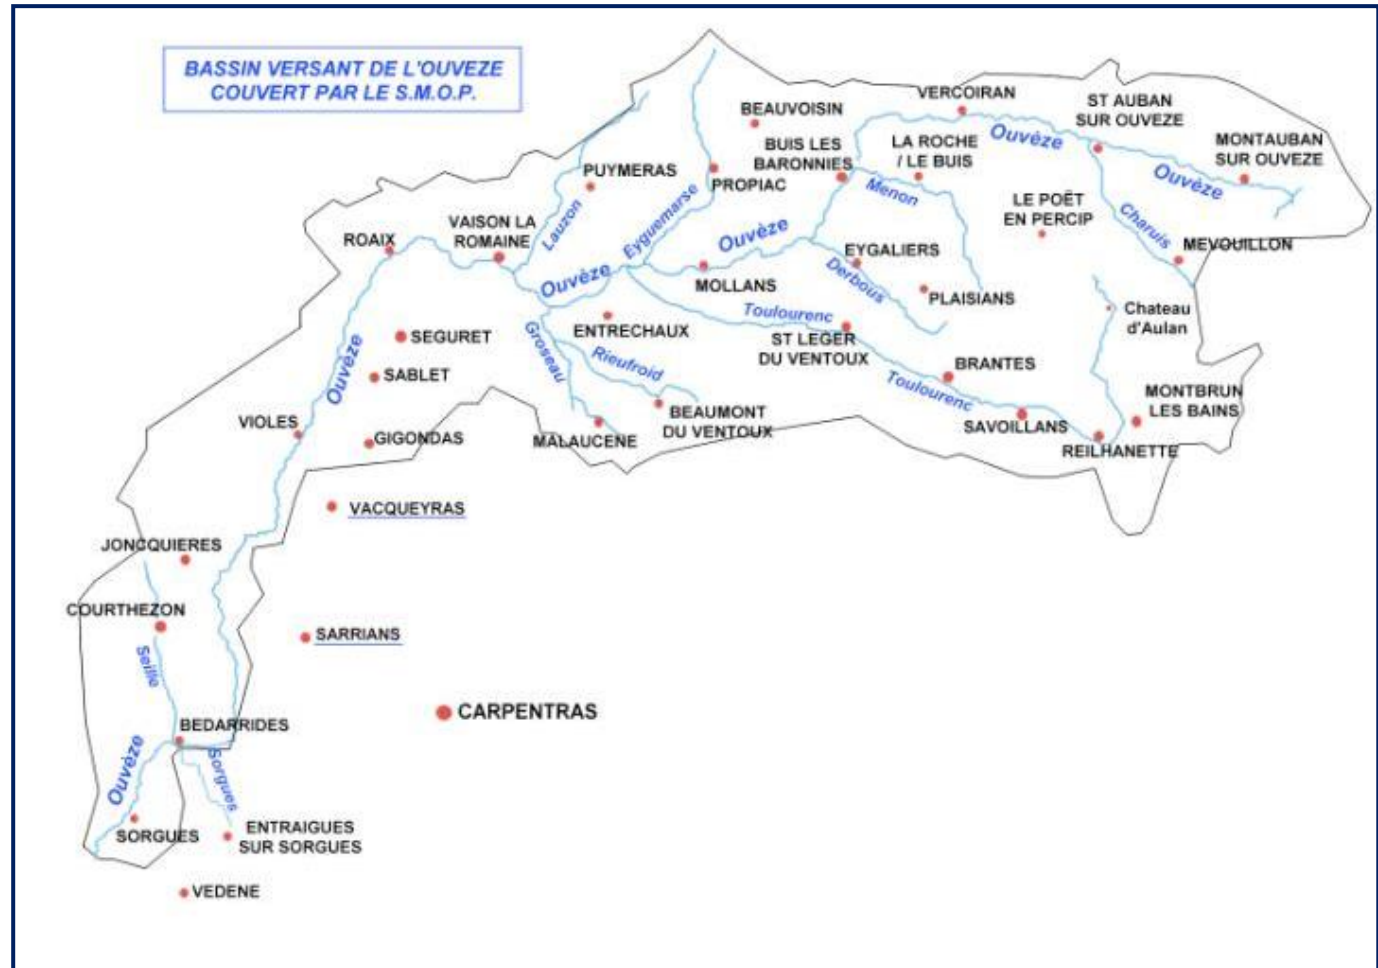 BASSIN VERSANT DE L'OUVEZE
COUVERT PAR LE S.M.O.P.
BEAUVOISIN
VERCOIRAN
ST AUBAN
SUR OUVEZE
Ouvèze
MONTAUBAN
SUR OUVEZE
Ouvèze
BUIS LES
BARONNIES
LA ROCHE
/ LE BUIS
Menon
PUYMERAS
PROPIAC
LE POËT
EN PERCIP
Charuis
MEVOUILLON
Lauzon
Eyguemarse
VAISON LA
ROMAINE
ROAIX
Ouvèze
EYGALIERS
Derbous
PLAISIANS
MOLLANS
Ouvèze
Toulourenc
Chateau
d'Aulan
ENTRECHAUX
ST LEGER
DU VENTOUX
Groseau
Rieufroid
SEGURET
SABLET
Ouvèze
BRANTES
Toulourenc
MONTBRUN
LES BAINS
SAVOILLANS
REILHANETTE
BEAUMONT
DU VENTOUX
MALAUCENE
VIOLES
GIGONDAS
VACQUEYRAS
JONCQUIERES
COURTHEZON
SARRIANS
Seille
CARPENTRAS
BEDARRIDES
Ouvèze
Sorgues
SORGUES
ENTRAIGUES
SUR SORGUES
VEDENE